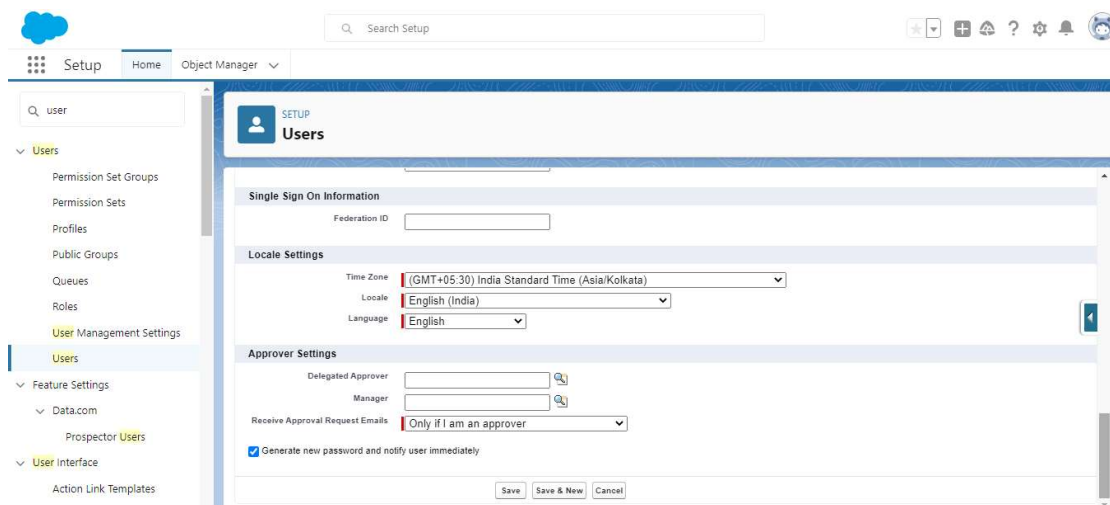 Search Setup
Setup Home Object Manager
user
SETUP
Users
Users
Permission Set Groups
Permission Sets
Profiles
Public Groups
Queues
Roles
User Management Settings
Users
Feature Settings
Data.com
Prospector Users
User Interface
Action Link Templates
Single Sign On Information
Federation ID
Locale Settings
Time Zone (GMT+05:30) India Standard Time (Asia/Kolkata)
Locale English (India)
Language English
Approver Settings
Delegated Approver
Manager
Receive Approval Request Emails Only if I am an approver
Generate new password and notify user immediately
Save Save & New Cancel